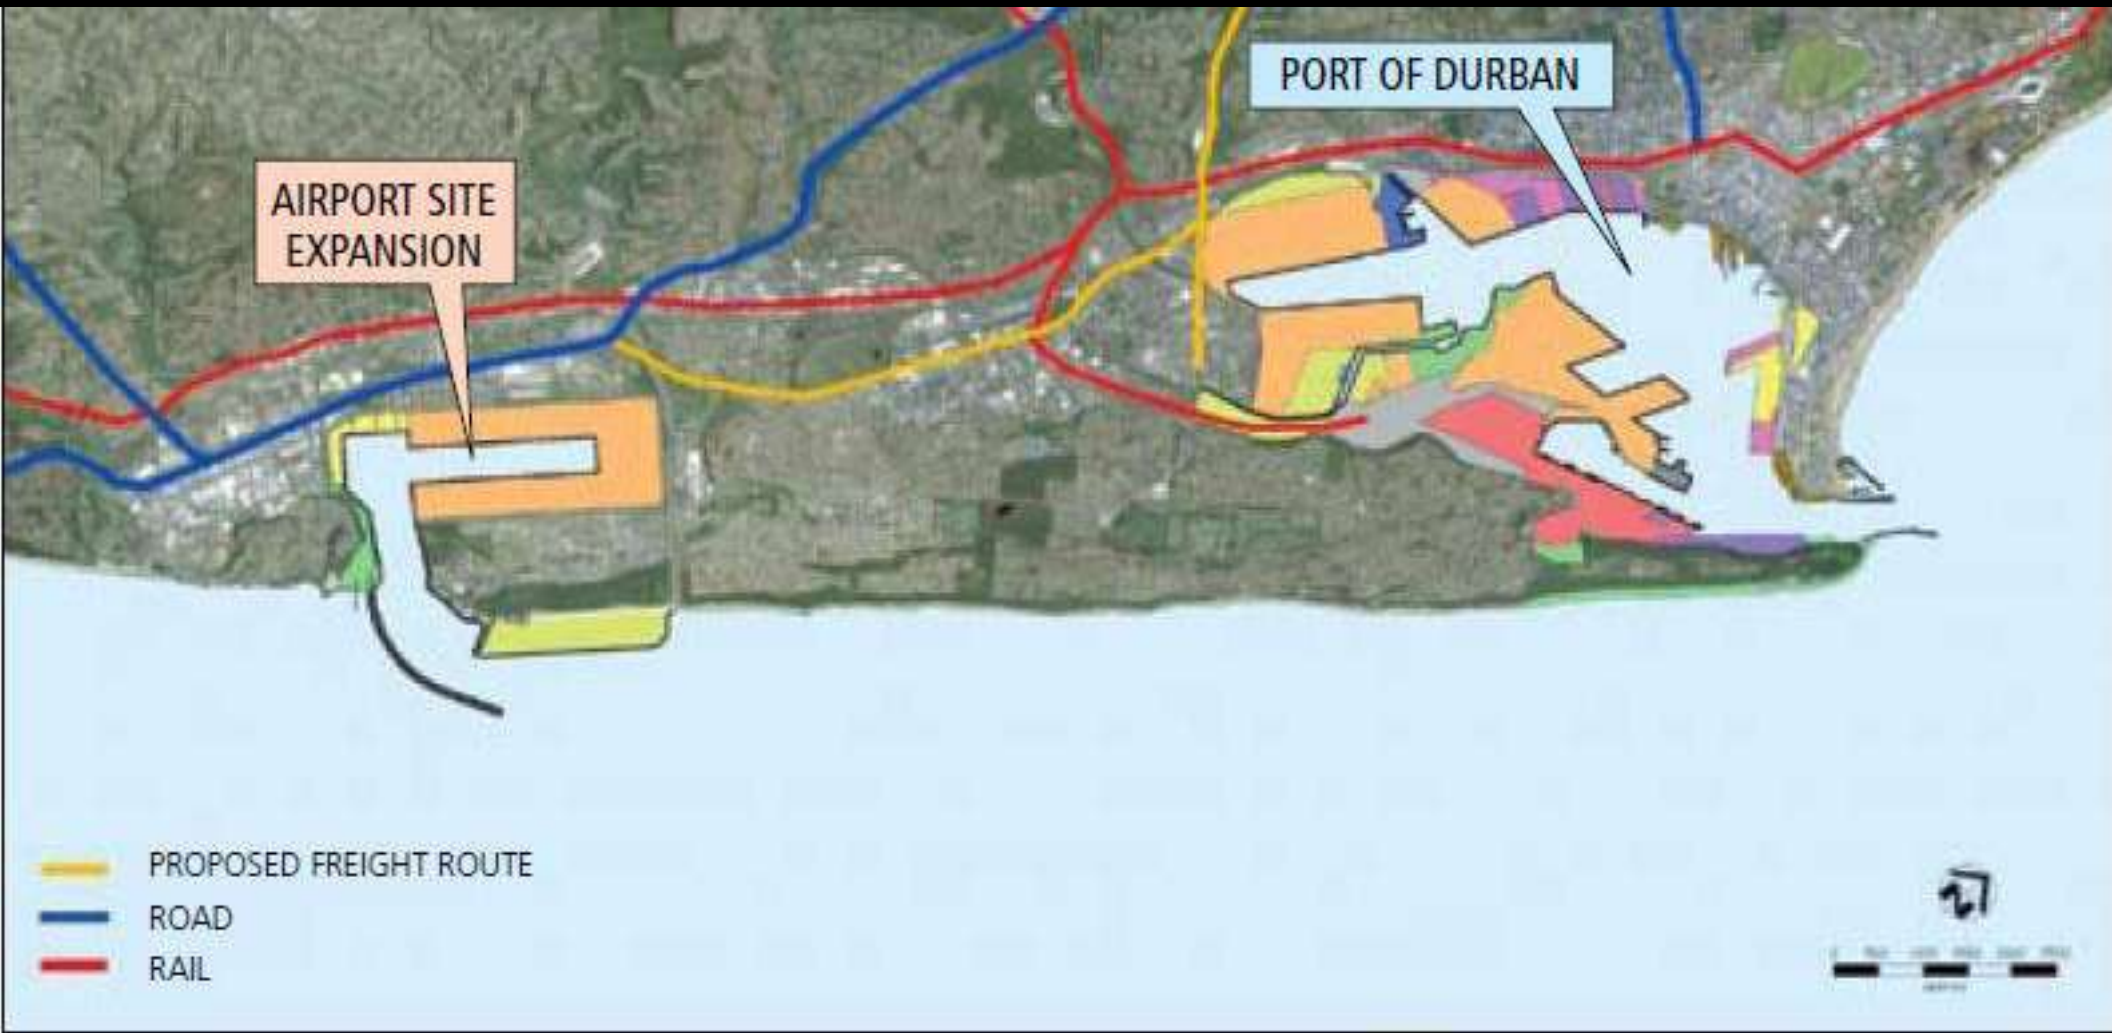 PORT OF DURBAN
AIRPORT SITE
EXPANSION
PROPOSED FREIGHT ROUTE
ROAD
RAIL